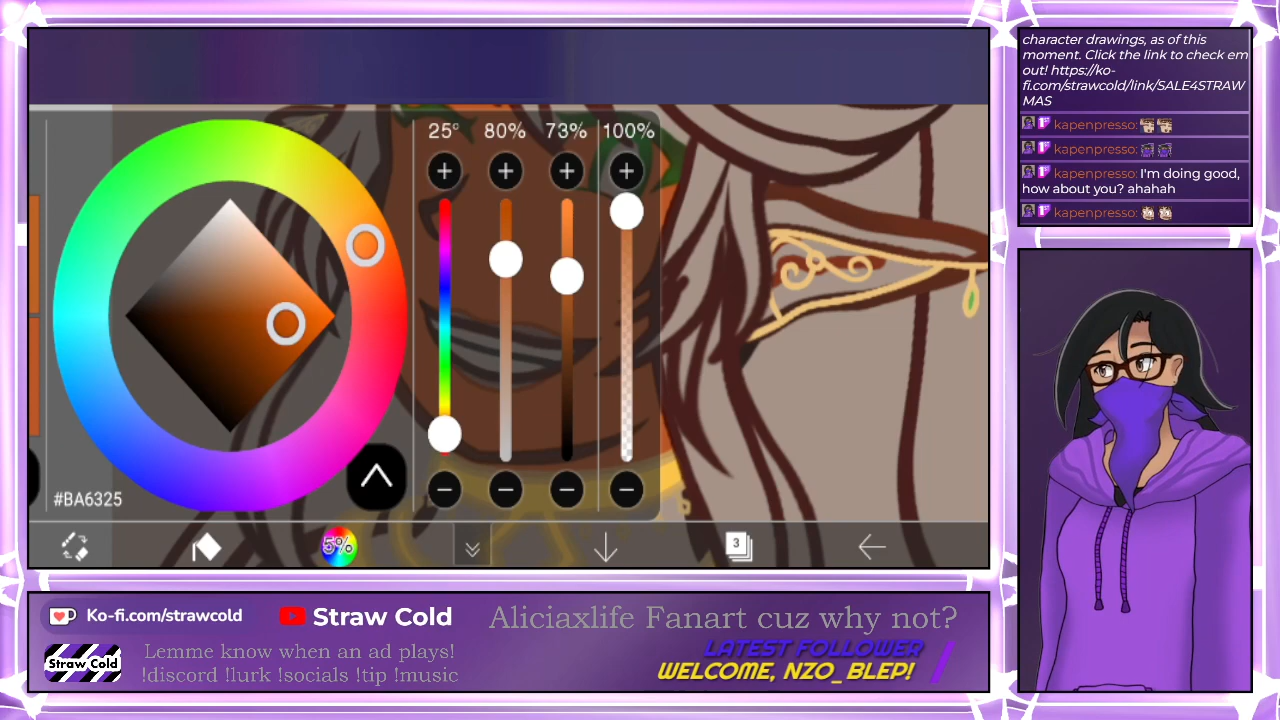 25° 80% 73% 100%
#BA6325
5%
3
character drawings, as of this
moment. Click the link to check em
out! https://ko-
fi.com/strawcold/link/SALE4STRAW
MAS
kapenpresso:
kapenpresso:
kapenpresso: I'm doing good,
how about you? ahahah
kapenpresso:
Ko-fi.com/strawcold
Straw Cold
Aliciaxlife Fanart cuz why not?
Straw Cold
Lemme know when an ad plays!
!discord !lurk !socials !tip !music
LATEST FOLLOWER
WELCOME, NZO_BLEP!